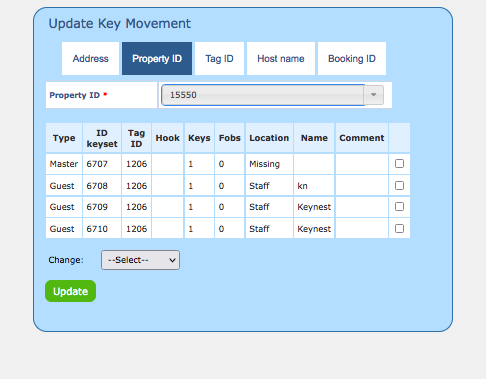 Update Key Movement
Address Property ID Tag ID Host name Booking ID
Property ID * 15550
Type ID keyset Tag ID Hook Keys Fobs Location Name Comment
Master 6707 1206 1 0 Missing
Guest 6708 1206 1 0 Staff kn
Guest 6709 1206 1 0 Staff Keynest
Guest 6710 1206 1 0 Staff Keynest
Change: --Select--
Update